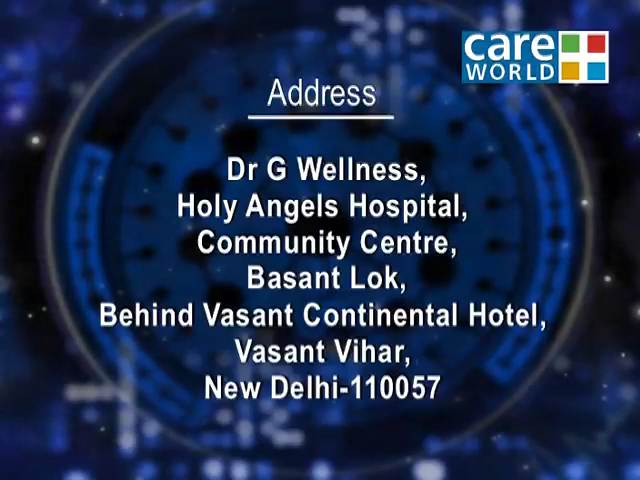 care
WORLD
Address
Dr G Wellness,
Holy Angels Hospital,
Community Centre,
Basant Lok,
Behind Vasant Continental Hotel,
Vasant Vihar,
New Delhi-110057